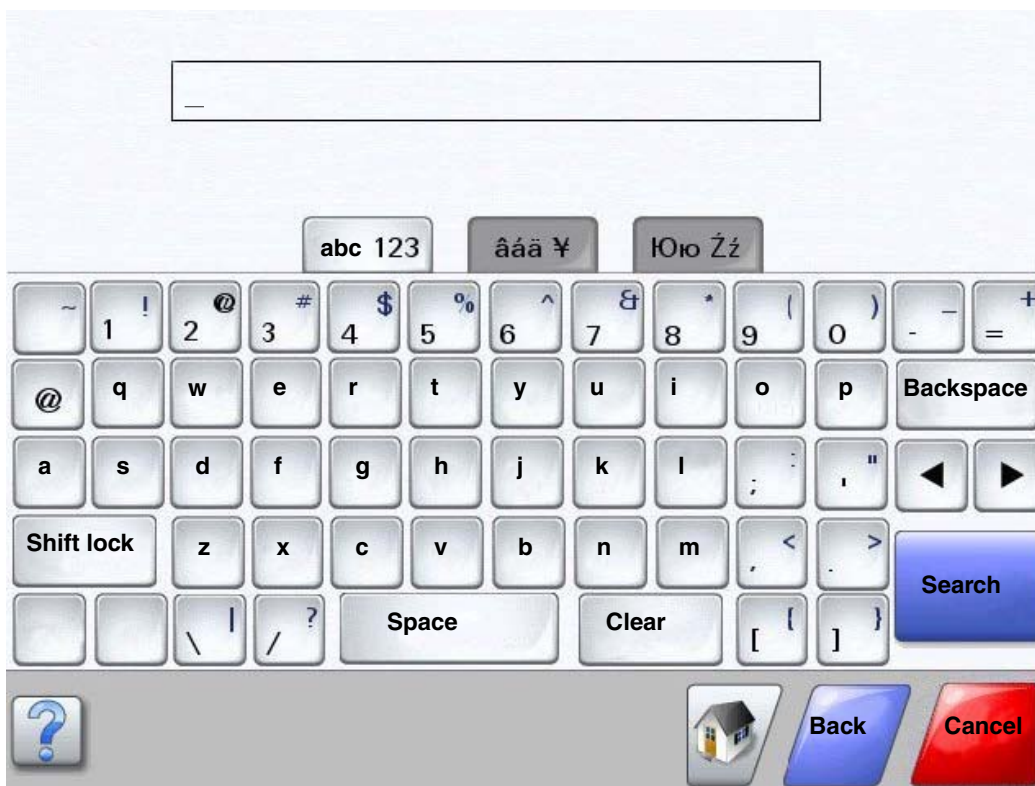 _
abc 123 âáä ¥ Юю Źź
~ 1 ! 2 @ 3 # 4 $ 5 % 6 ^ 7 & 8 * 9 ( 0 ) - _ = +
@ q w e r t y u i o p Backspace
a s d f g h j k l ; : ' " ◀ ▶
Shift lock z x c v b n m , < . >
Search
\ | / ? Space Clear [ { ] }
? Back Cancel